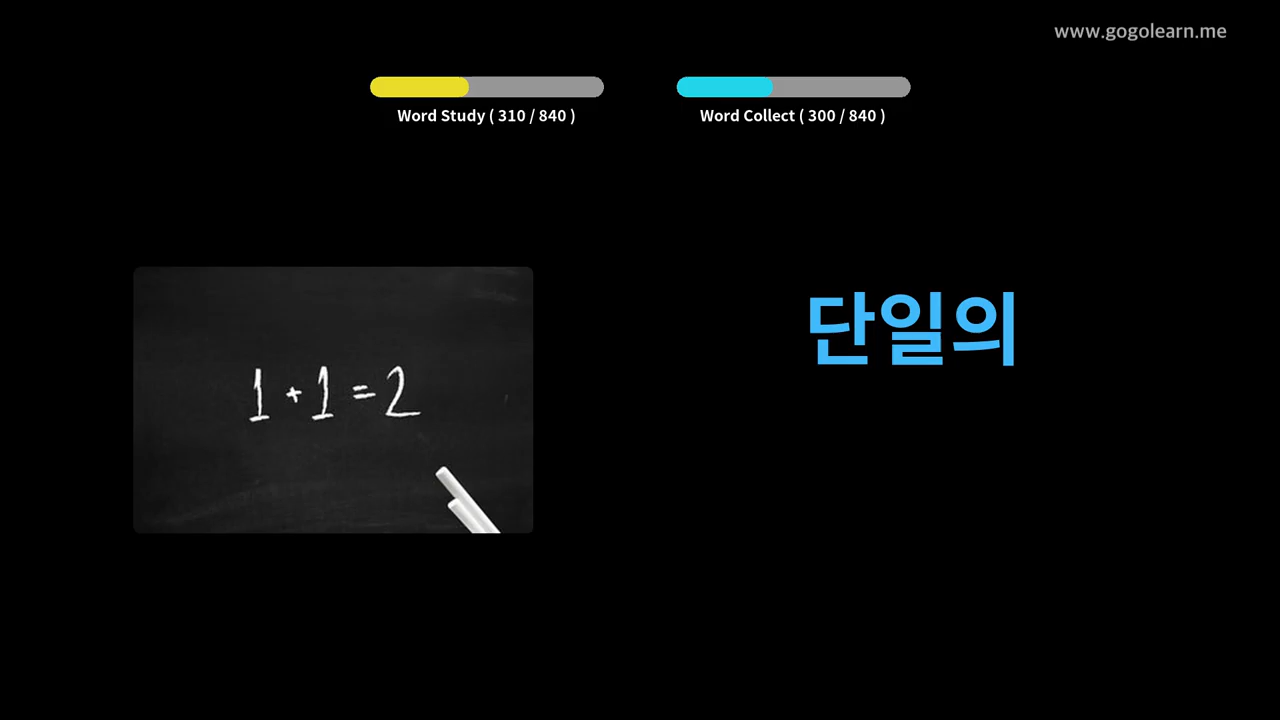 www.gogolearn.me
Word Study ( 310 / 840 )
Word Collect ( 300 / 840 )
1 + 1 = 2
단일의